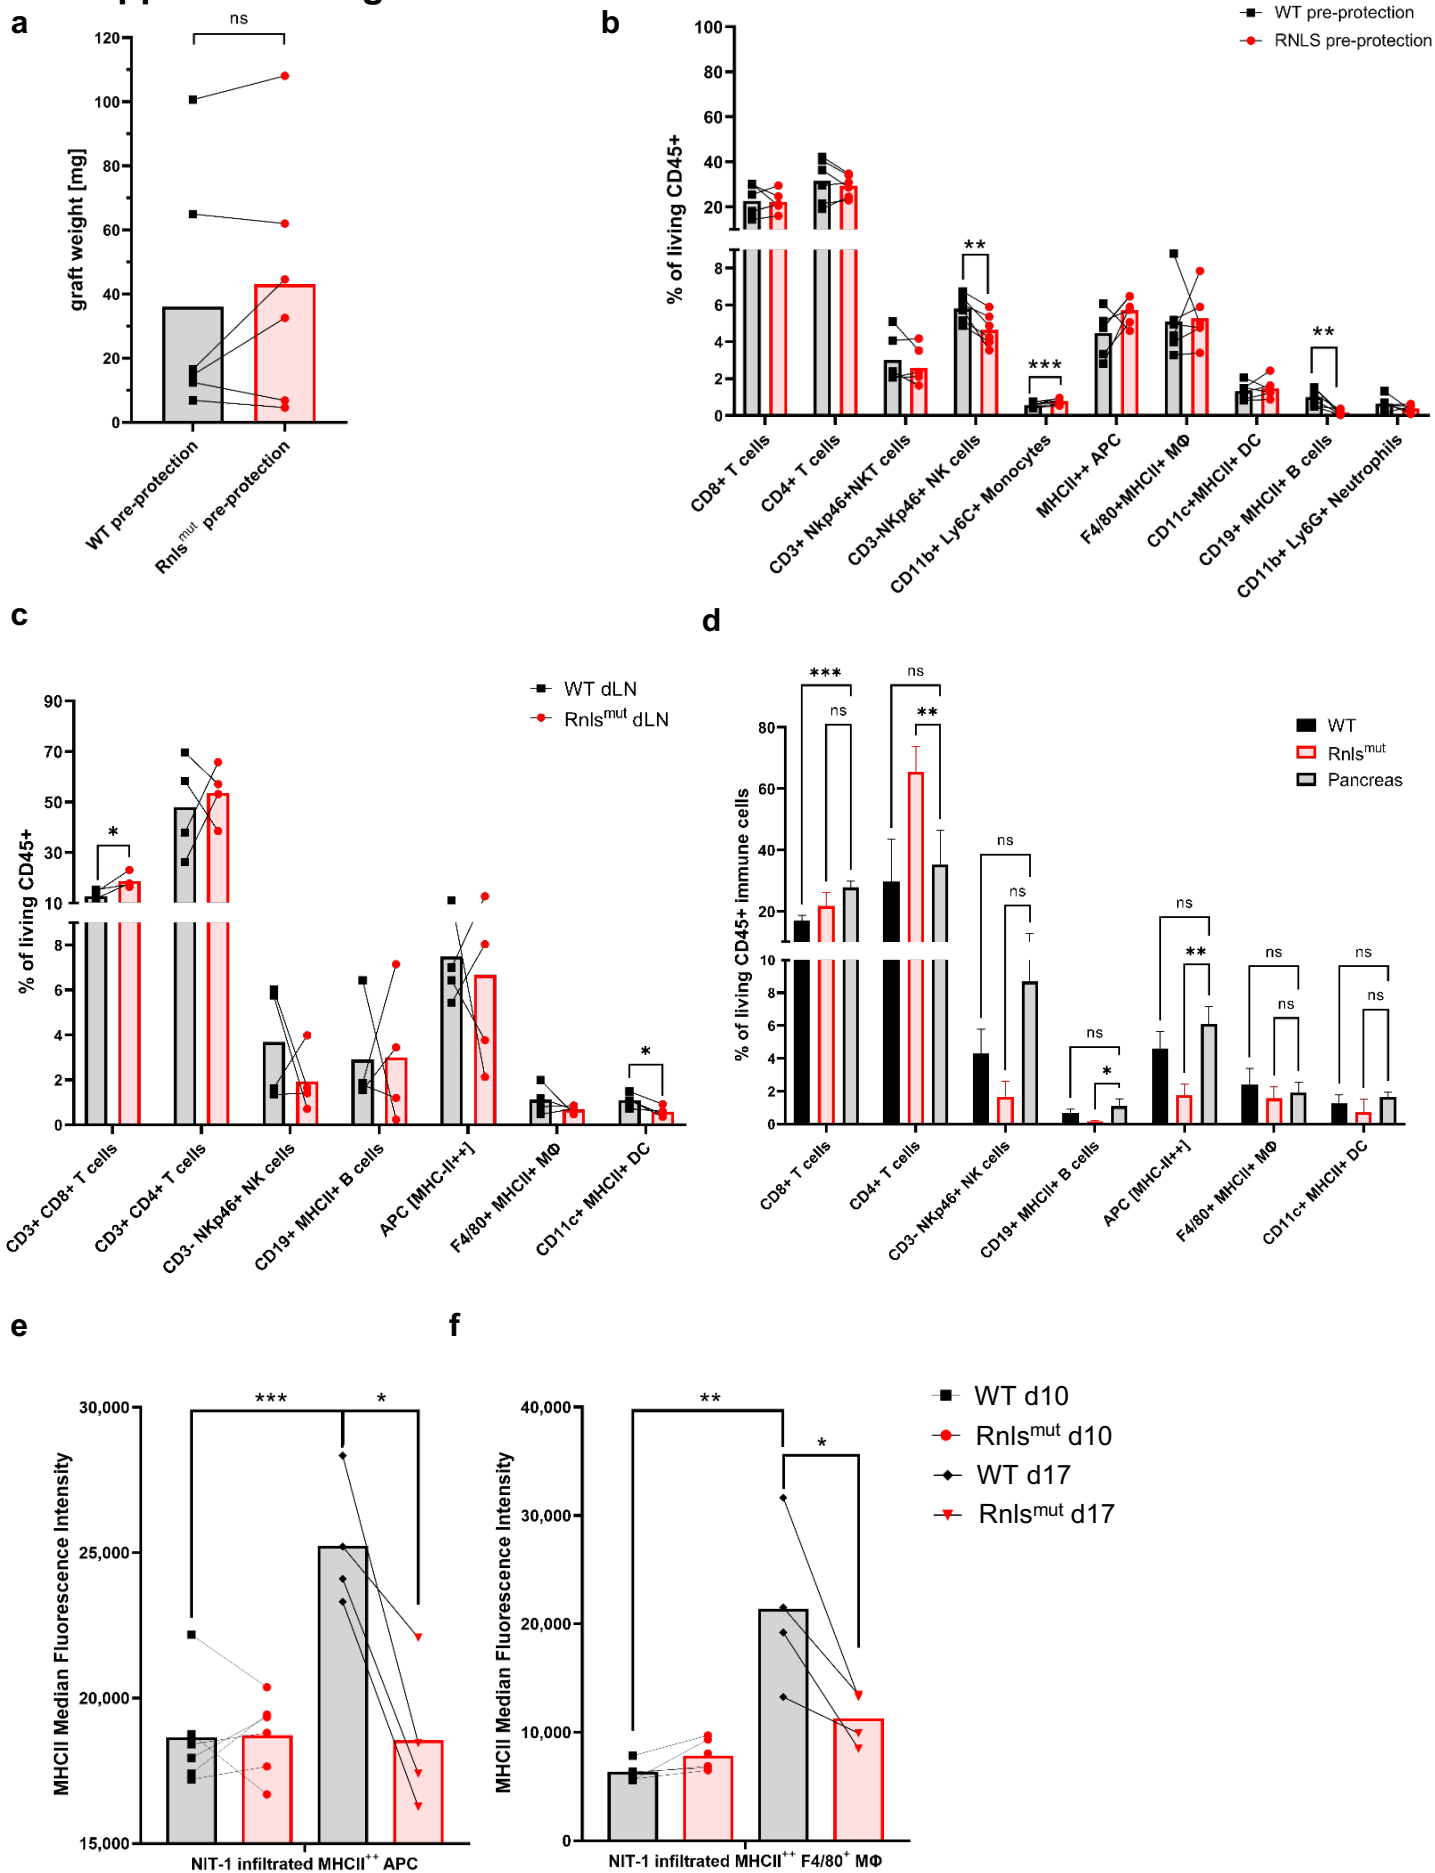 a
ns
120
100
80
60
40
20
0
graft weight [mg]
WT pre-protection
Rnls^mut pre-protection
b
WT pre-protection
RNLS pre-protection
100
80
60
40
20
8
6
4
2
0
% of living CD45+
**
***
**
CD8+ T cells
CD4+ T cells
CD3+ Nkp46+NKT cells
CD3-NKp46+ NK cells
CD11b+ Ly6C+ Monocytes
MHCII++ APC
F4/80+MHCII+ MΦ
CD11c+MHCII+ DC
CD19+ MHCII+ B cells
CD11b+ Ly6G+ Neutrophils
c
WT dLN
Rnls^mut dLN
90
70
50
30
10
8
6
4
2
0
% of living CD45+
*
*
CD3+ CD8+ T cells
CD3+ CD4+ T cells
CD3- NKp46+ NK cells
CD19+ MHCII+ B cells
APC [MHC-II++]
F4/80+ MHCII+ MΦ
CD11c+ MHCII+ DC
d
WT
Rnls^mut
Pancreas
80
60
40
20
10
8
6
4
2
0
% of living CD45+ immune cells
***
ns
ns
**
ns
ns
ns
*
ns
**
ns
ns
ns
ns
CD8+ T cells
CD4+ T cells
CD3- NKp46+ NK cells
CD19+ MHCII+ B cells
APC [MHC-II++]
F4/80+ MHCII+ MΦ
CD11c+ MHCII+ DC
e
*** *
30,000
25,000
20,000
15,000
MHCII Median Fluorescence Intensity
NIT-1 infiltrated MHCII++ APC
f
**
*
40,000
30,000
20,000
10,000
0
MHCII Median Fluorescence Intensity
NIT-1 infiltrated MHCII++ F4/80+ MΦ
WT d10
Rnls^mut d10
WT d17
Rnls^mut d17